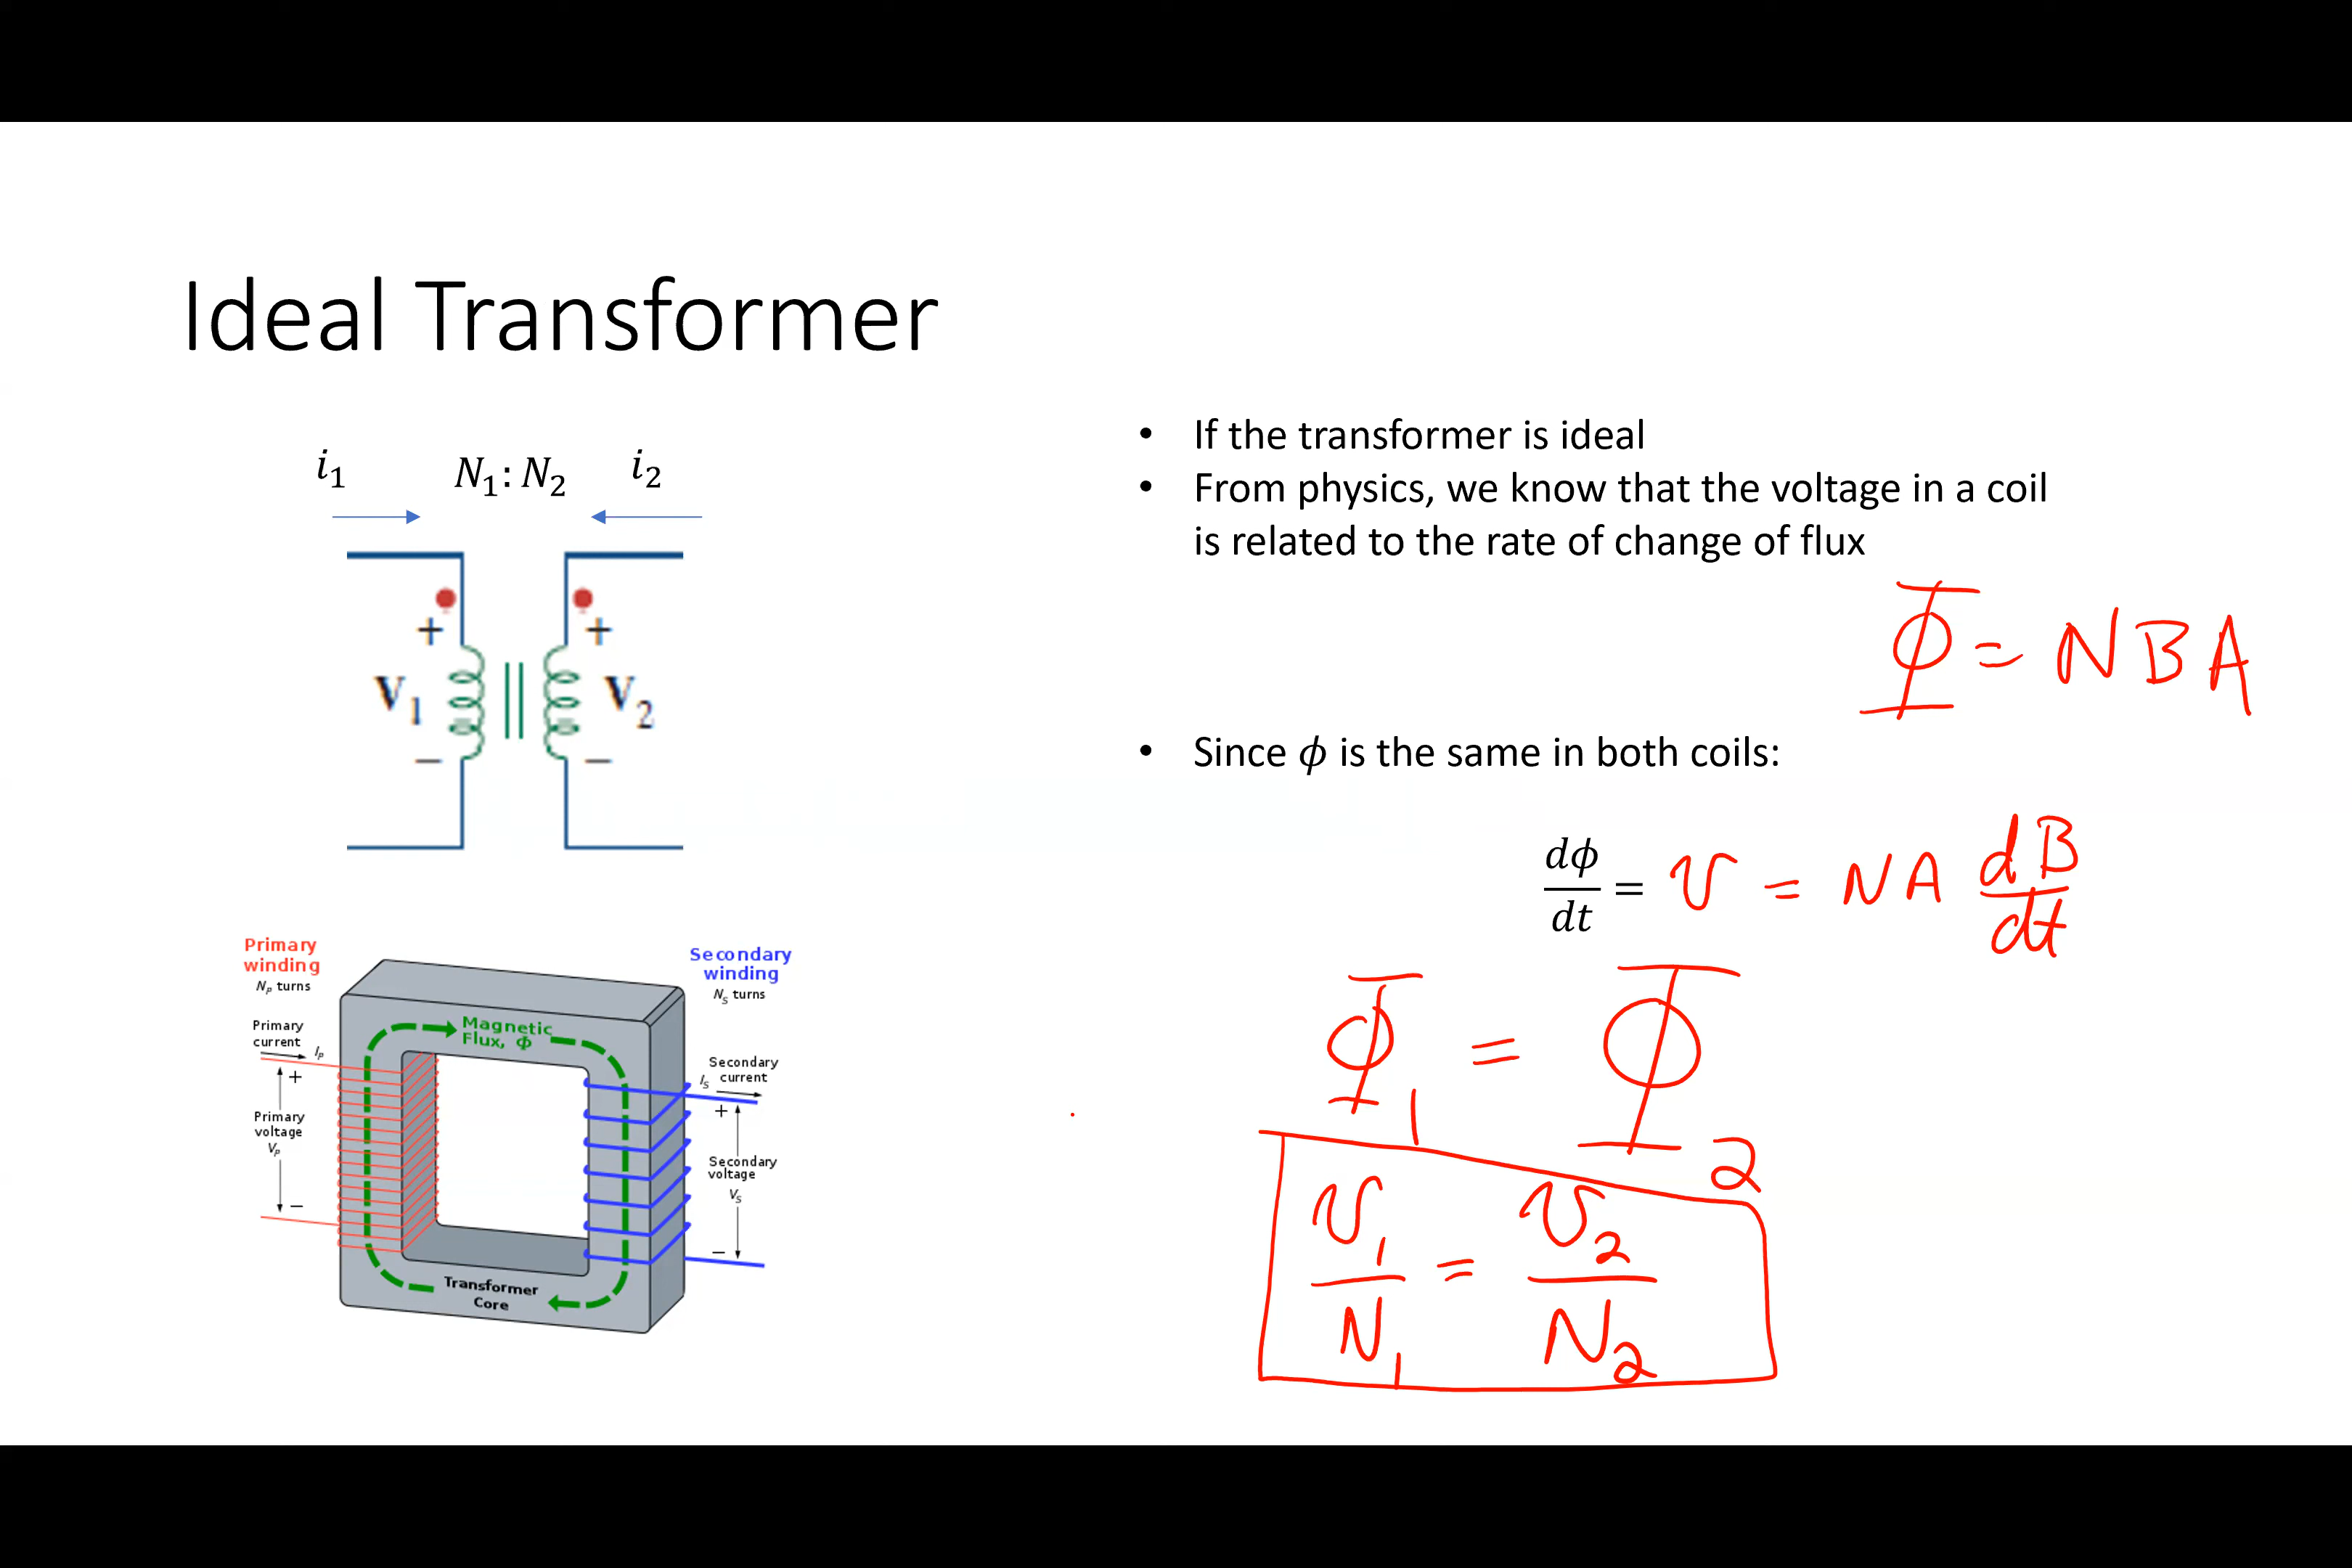 Ideal Transformer
i₁ N₁: N₂ i₂
+ +
V₁ V₂
− −
Primary
winding
Nₚ turns
Primary
current
Iₚ
+
Primary
voltage
Vₚ
−
Magnetic
Flux, Φ
Transformer
Core
Secondary
winding
Nₛ turns
Secondary
current
Iₛ
+
Secondary
voltage
Vₛ
−
• If the transformer is ideal
• From physics, we know that the voltage in a coil
is related to the rate of change of flux
Φ = N B A
• Since ϕ is the same in both coils:
dϕ/dt = v = N A dB/dt
Φ₁ = Φ₂
v₁/N₁ = v₂/N₂